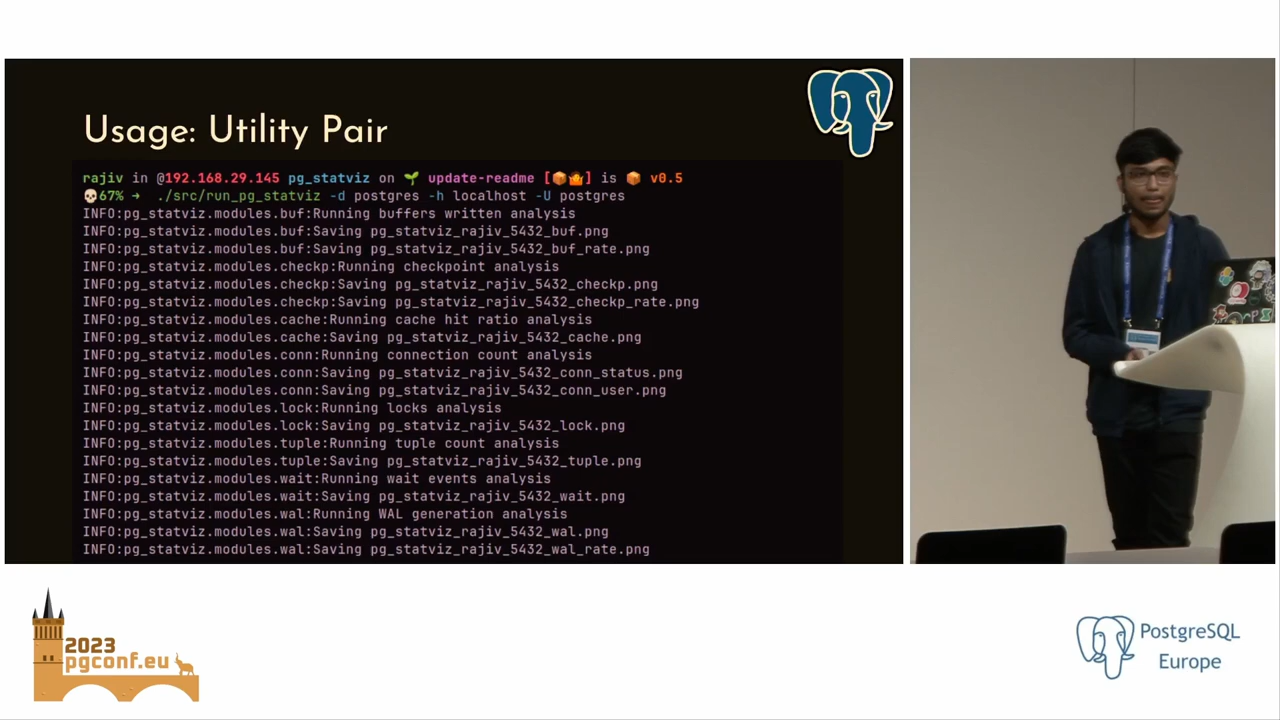 Usage: Utility Pair
rajiv in @192.168.29.145 pg_statviz on 🌱 update-readme [📦🤷] is 📦 v0.5
💀67% → ./src/run_pg_statviz -d postgres -h localhost -U postgres
INFO:pg_statviz.modules.buf:Running buffers written analysis
INFO:pg_statviz.modules.buf:Saving pg_statviz_rajiv_5432_buf.png
INFO:pg_statviz.modules.buf:Saving pg_statviz_rajiv_5432_buf_rate.png
INFO:pg_statviz.modules.checkp:Running checkpoint analysis
INFO:pg_statviz.modules.checkp:Saving pg_statviz_rajiv_5432_checkp.png
INFO:pg_statviz.modules.checkp:Saving pg_statviz_rajiv_5432_checkp_rate.png
INFO:pg_statviz.modules.cache:Running cache hit ratio analysis
INFO:pg_statviz.modules.cache:Saving pg_statviz_rajiv_5432_cache.png
INFO:pg_statviz.modules.conn:Running connection count analysis
INFO:pg_statviz.modules.conn:Saving pg_statviz_rajiv_5432_conn_status.png
INFO:pg_statviz.modules.conn:Saving pg_statviz_rajiv_5432_conn_user.png
INFO:pg_statviz.modules.lock:Running locks analysis
INFO:pg_statviz.modules.lock:Saving pg_statviz_rajiv_5432_lock.png
INFO:pg_statviz.modules.tuple:Running tuple count analysis
INFO:pg_statviz.modules.tuple:Saving pg_statviz_rajiv_5432_tuple.png
INFO:pg_statviz.modules.wait:Running wait events analysis
INFO:pg_statviz.modules.wait:Saving pg_statviz_rajiv_5432_wait.png
INFO:pg_statviz.modules.wal:Running WAL generation analysis
INFO:pg_statviz.modules.wal:Saving pg_statviz_rajiv_5432_wal.png
INFO:pg_statviz.modules.wal:Saving pg_statviz_rajiv_5432_wal_rate.png
2023
pgconf.eu
PostgreSQL
Europe